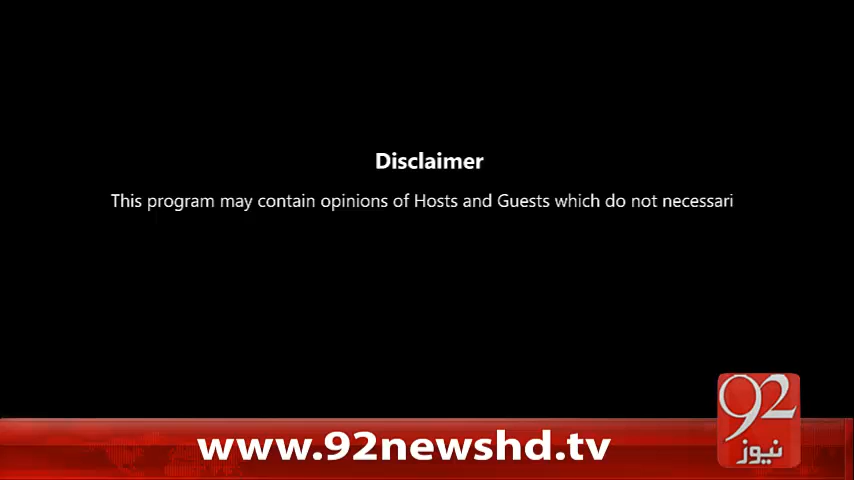 Disclaimer
This program may contain opinions of Hosts and Guests which do not necessari
92
نیوز
www.92newshd.tv